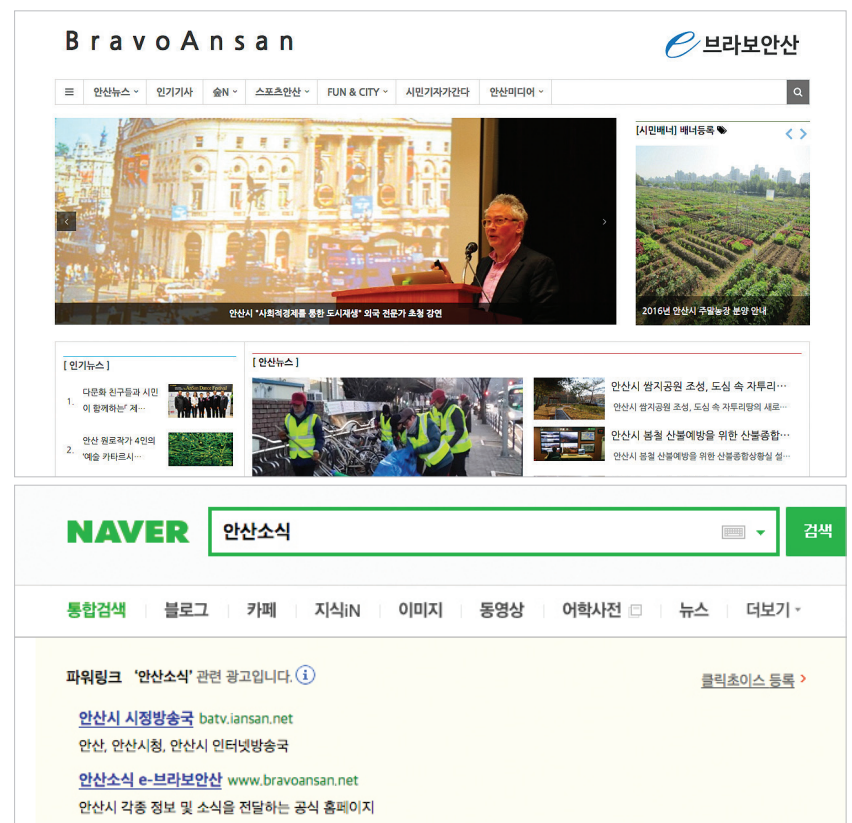 BravoAnsan
e 브라보안산
안산뉴스
인기기사
숲N
스포츠안산
FUN & CITY
시민기자가간다
안산미디어
[시민배너] 배너등록
안산시 "사회적경제를 통한 도시재생" 외국 전문가 초청 강연
2016년 안산시 주말농장 분양 안내
[ 인기뉴스 ]
1. 다문화 친구들과 시민
이 함께하는' 제…
2. 안산 원로작가 4인의
'예술 카타르시…
[ 안산뉴스 ]
안산시 쌈지공원 조성, 도심 속 자투리…
안산시 쌈지공원 조성, 도심 속 자투리땅의 새로…
안산시 봄철 산불예방을 위한 산불종합…
안산시 봄철 산불예방을 위한 산불종합상황실 설…
NAVER
안산소식
검색
통합검색
블로그
카페
지식iN
이미지
동영상
어학사전
뉴스
더보기
파워링크 '안산소식' 관련 광고입니다.
클릭초이스 등록
안산시 시정방송국 batv.iansan.net
안산, 안산시청, 안산시 인터넷방송국
안산소식 e-브라보안산 www.bravoansan.net
안산시 각종 정보 및 소식을 전달하는 공식 홈페이지